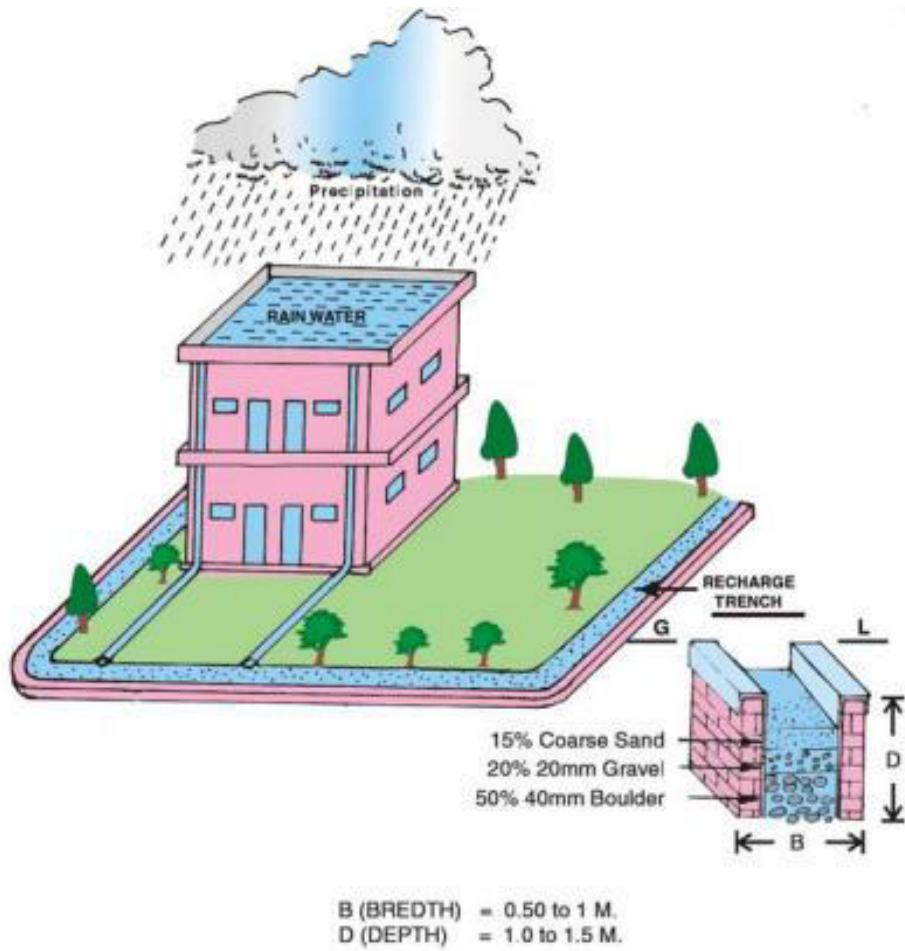 Precipitation
RAIN WATER
RECHARGE
TRENCH
G L
15% Coarse Sand
20% 20mm Gravel
50% 40mm Boulder
D
B
B (BREDTH) = 0.50 to 1 M.
D (DEPTH) = 1.0 to 1.5 M.